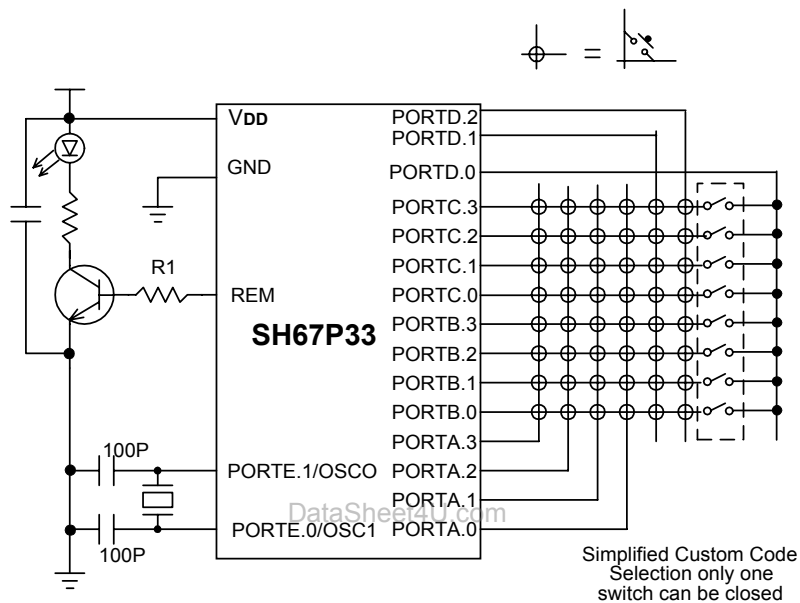 VDD
GND
R1
REM
SH67P33
100P
PORTE.1/OSCO
PORTE.0/OSC1
100P
=
PORTD.2
PORTD.1
PORTD.0
PORTC.3
PORTC.2
PORTC.1
PORTC.0
PORTB.3
PORTB.2
PORTB.1
PORTB.0
PORTA.3
PORTA.2
PORTA.1
PORTA.0
DataSheet4U.com
Simplified Custom Code
Selection only one
switch can be closed